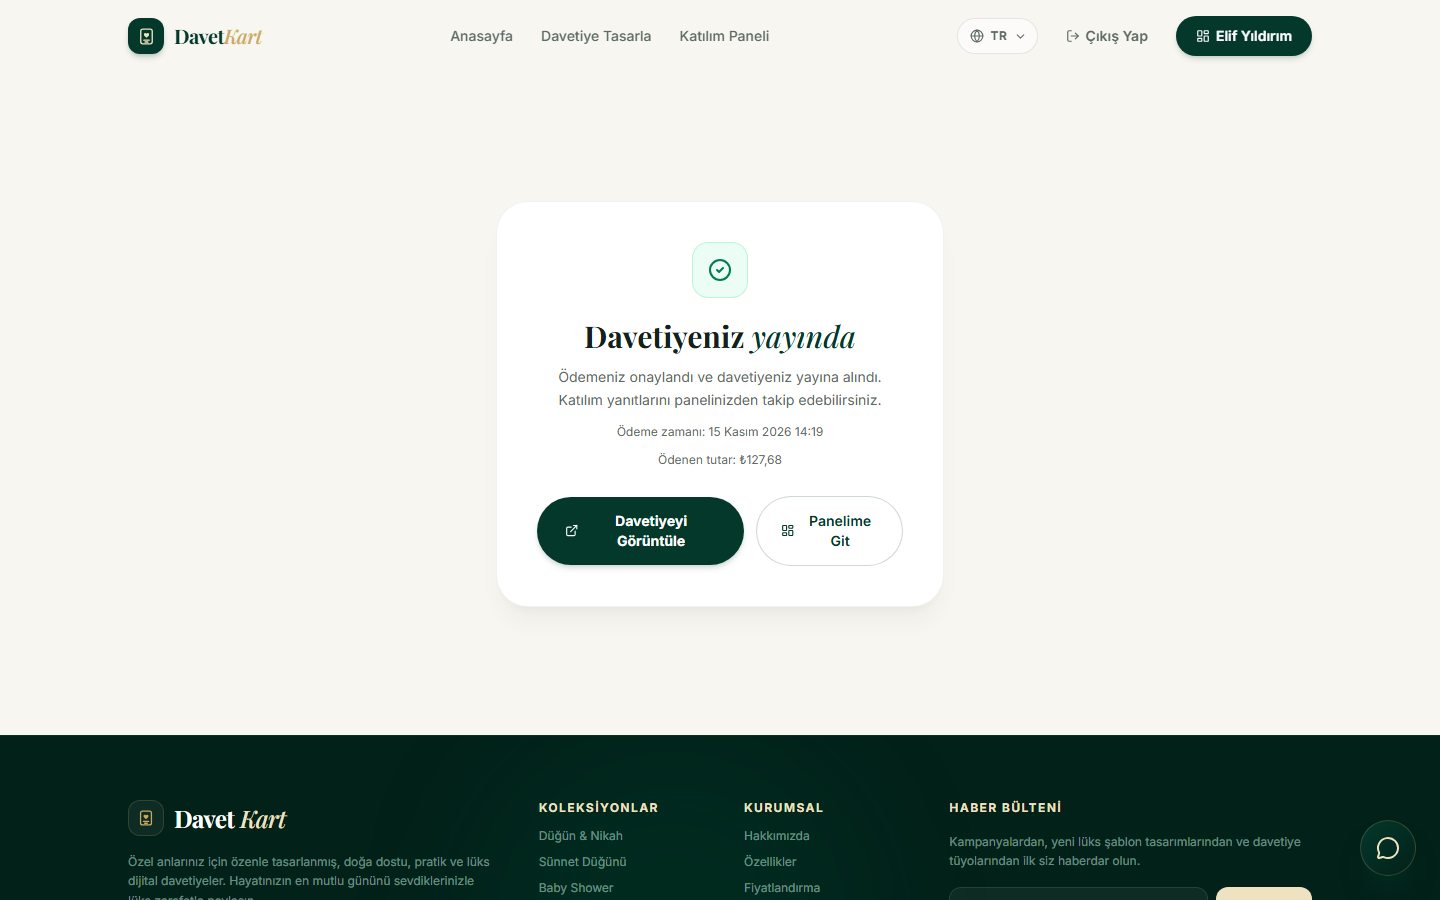 DavetKart
Anasayfa
Davetiye Tasarla
Katılım Paneli
TR
Çıkış Yap
Elif Yıldırım
Davetiyeniz yayında
Ödemeniz onaylandı ve davetiyeniz yayına alındı.
Katılım yanıtlarını panelinizden takip edebilirsiniz.
Ödeme zamanı: 15 Kasım 2026 14:19
Ödenen tutar: ₺127,68
Davetiyeyi
Görüntüle
Panelime
Git
Davet Kart
Özel anlarınız için özenle tasarlanmış, doğa dostu, pratik ve lüks
dijital davetiyeler. Hayatınızın en mutlu gününü sevdiklerinizle
KOLEKSİYONLAR
Düğün & Nikah
Sünnet Düğünü
Baby Shower
KURUMSAL
Hakkımızda
Özellikler
Fiyatlandırma
HABER BÜLTENİ
Kampanyalardan, yeni lüks şablon tasarımlarından ve davetiye
tüyolarından ilk siz haberdar olun.